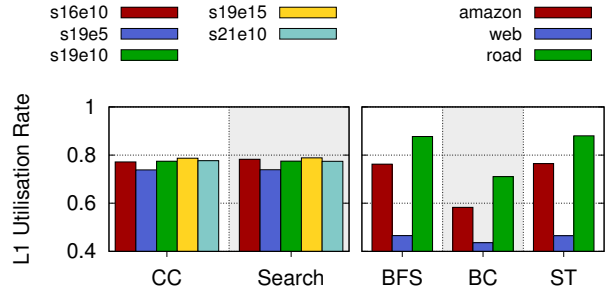 s16e10 s19e15 amazon
s19e5 s21e10 web
s19e10 road
L1 Utilisation Rate
1
0.8
0.6
0.4
CC Search BFS BC ST